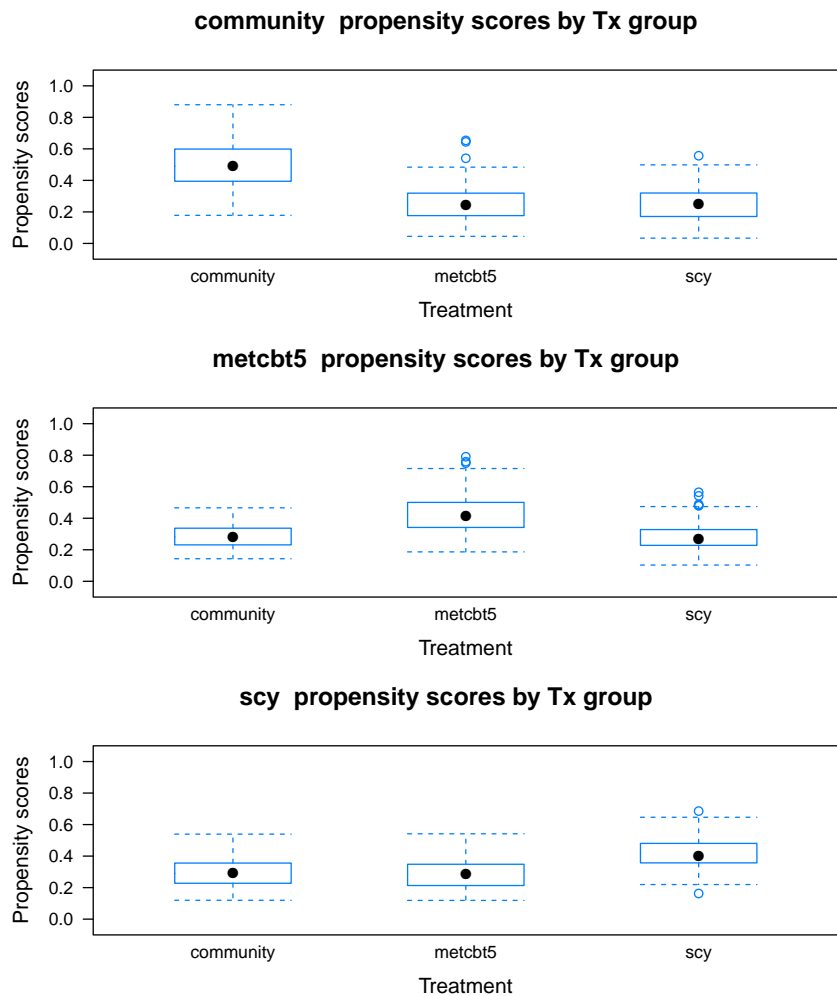 community propensity scores by Tx group
Propensity scores
1.0
0.8
0.6
0.4
0.2
0.0
community metcbt5 scy
Treatment
metcbt5 propensity scores by Tx group
Propensity scores
1.0
0.8
0.6
0.4
0.2
0.0
community metcbt5 scy
Treatment
scy propensity scores by Tx group
Propensity scores
1.0
0.8
0.6
0.4
0.2
0.0
community metcbt5 scy
Treatment